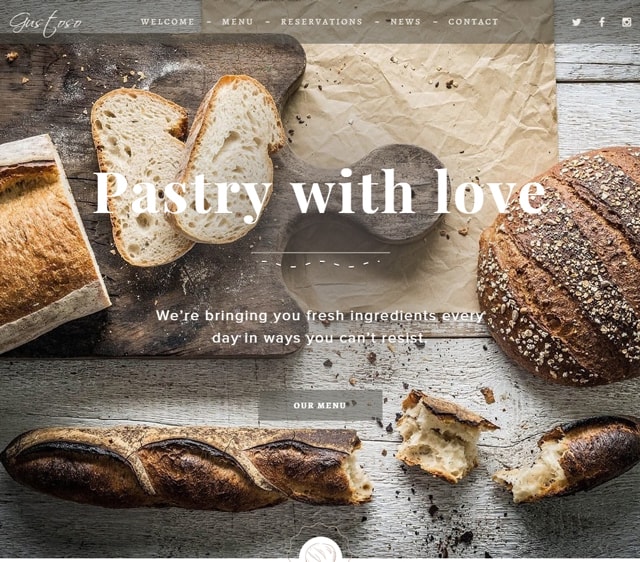 Gustoso
WELCOME – MENU – RESERVATIONS – NEWS – CONTACT
Pastry with love
We're bringing you fresh ingredients every
day in ways you can't resist.
OUR MENU